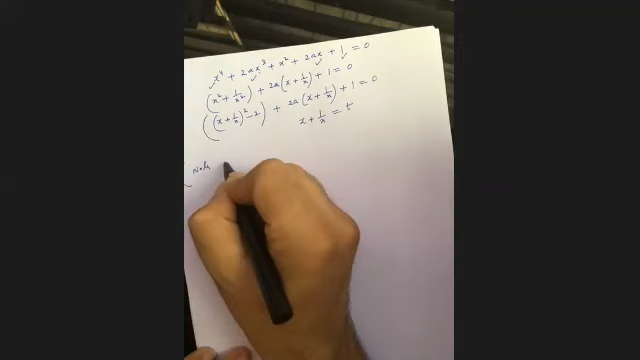 x⁴ + 2ax³ + x² + 2ax + 1 = 0
(x² + 1/x²) + 2a(x + 1/x) + 1 = 0
((x + 1/x)² - 2) + 2a(x + 1/x) + 1 = 0
x + 1/x = t
Note